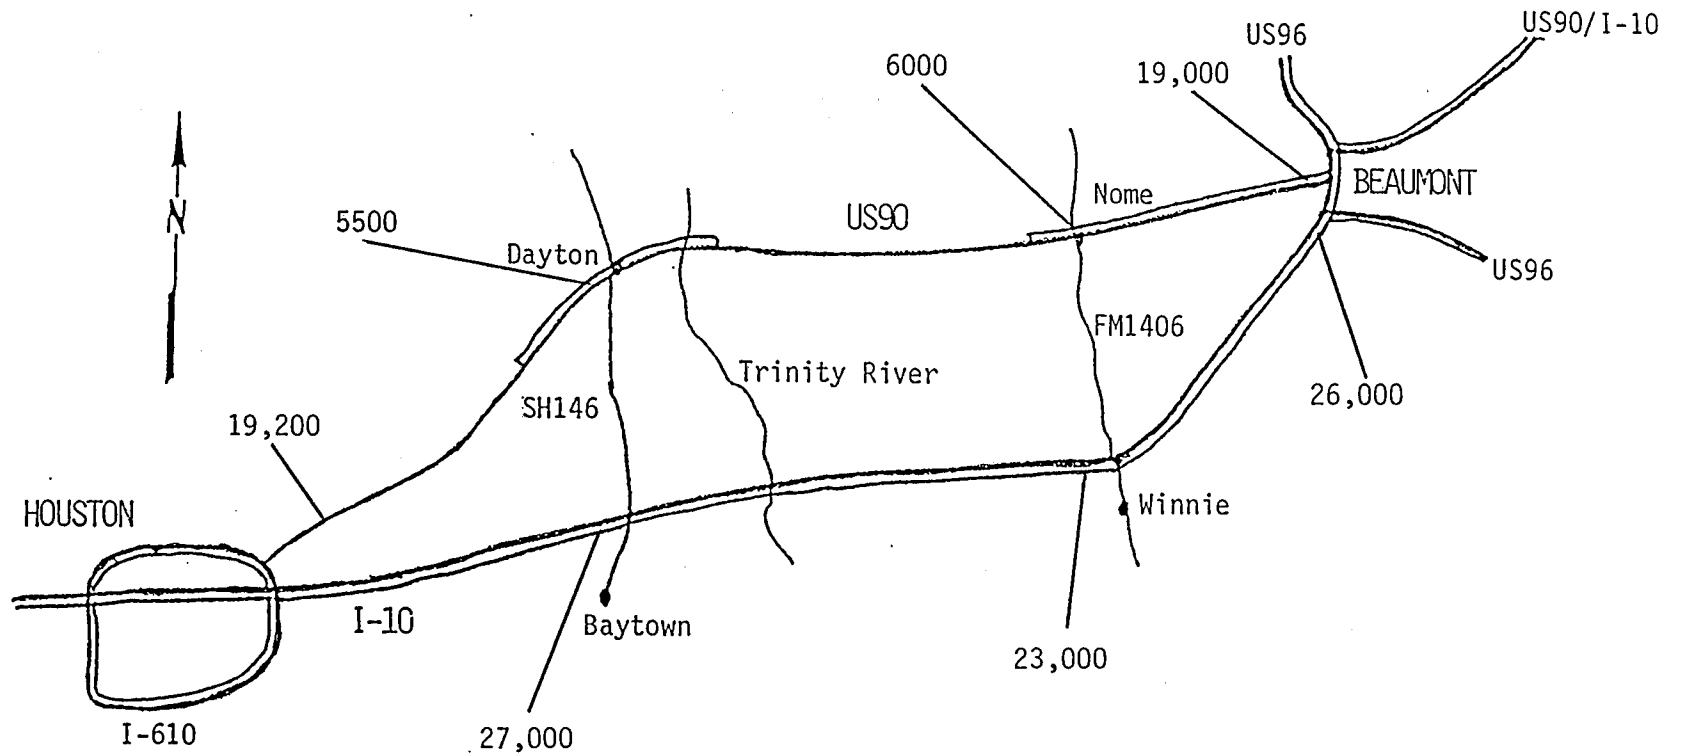 US90/I-10
US96
6000
19,000
N
Nome
BEAUMONT
5500
US90
Dayton
US96
FM1406
Trinity River
26,000
SH146
19,200
HOUSTON
Winnie
I-10
Baytown
23,000
I-610
27,000